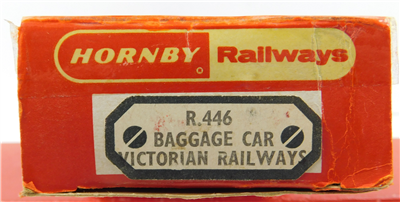 HORNBY Railways
R.446
BAGGAGE CAR
VICTORIAN RAILWAYS